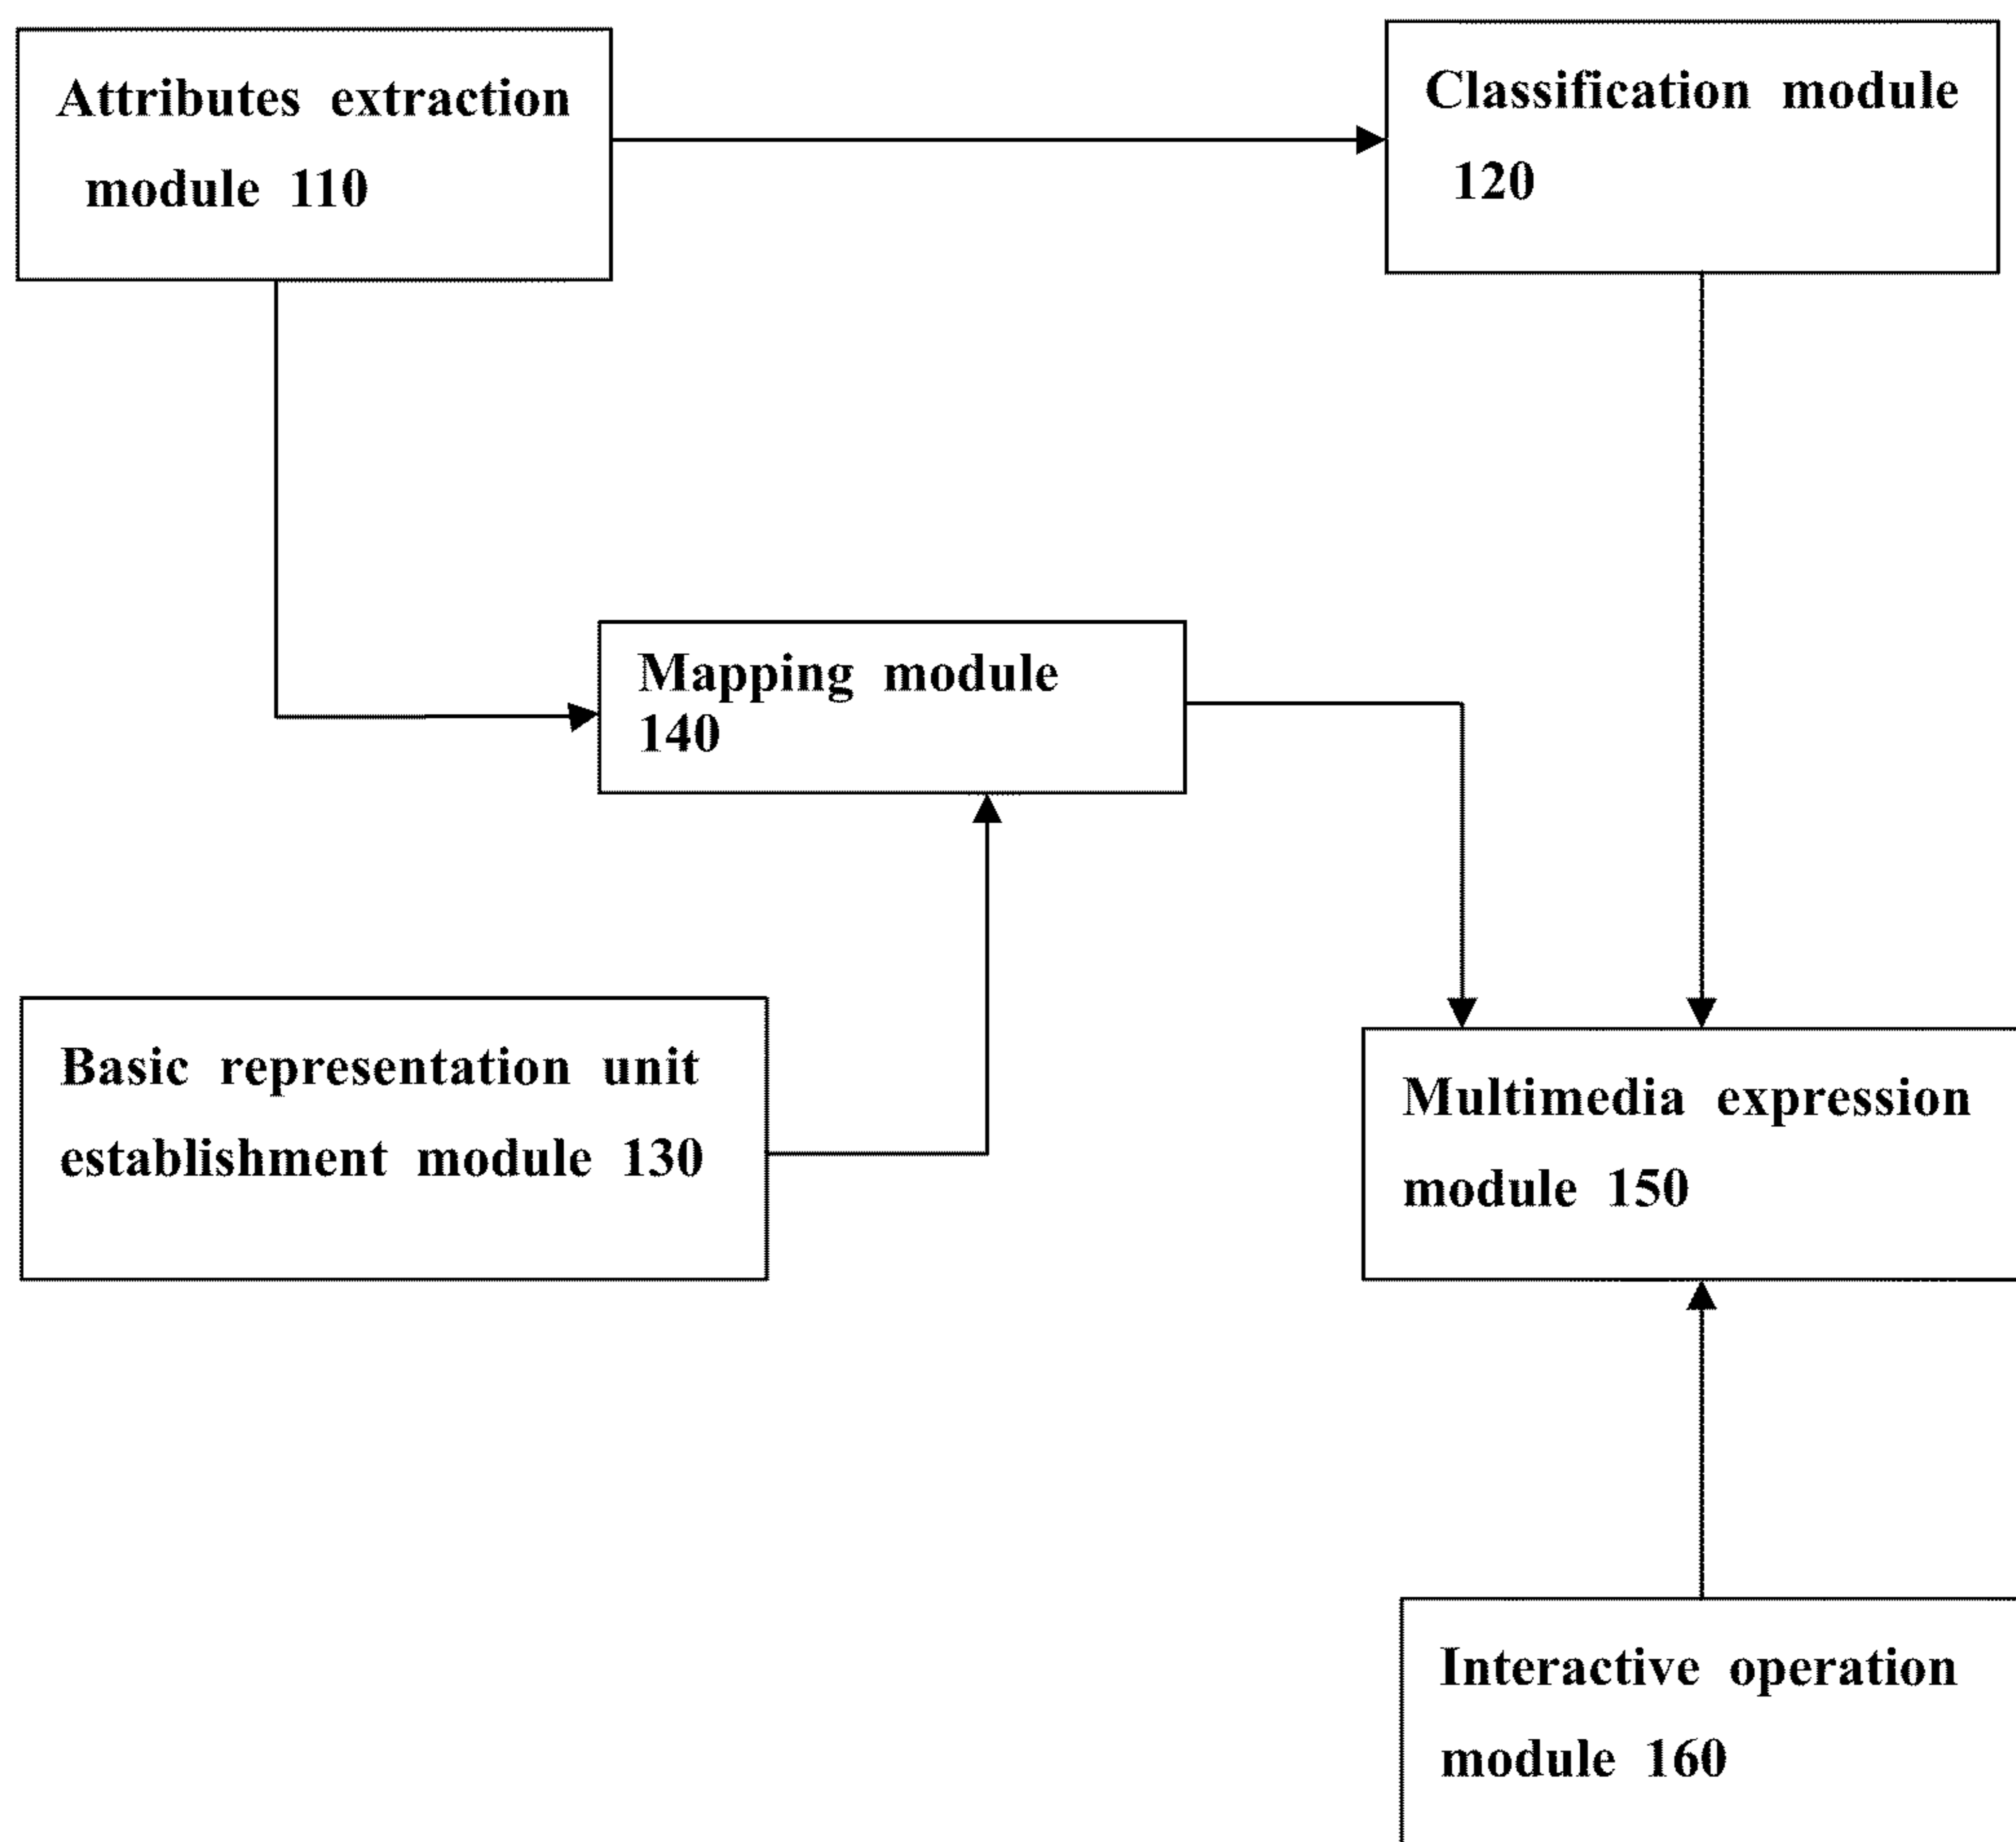 Attributes extraction
module 110
Classification module
120
Mapping module
140
Basic representation unit
establishment module 130
Multimedia expression
module 150
Interactive operation
module 160